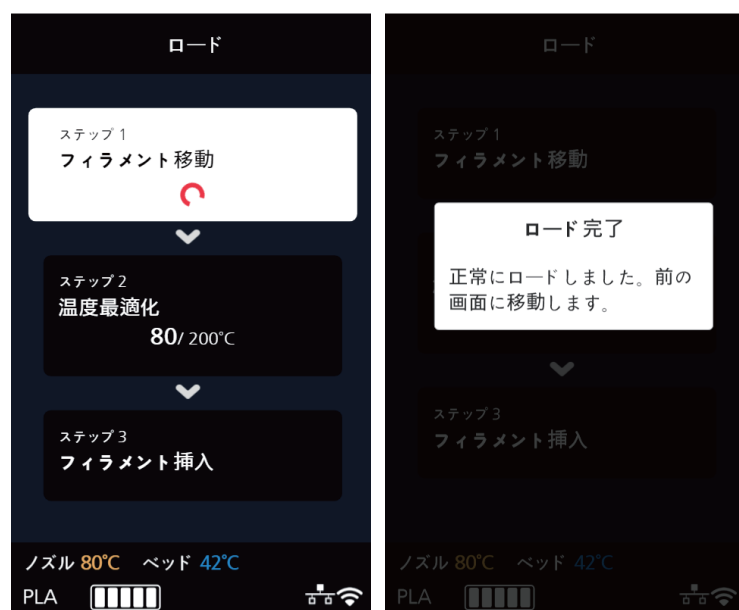 ロード
ステップ 1
フィラメント移動
ステップ 2
温度最適化
80/ 200°C
ステップ 3
フィラメント挿入
ノズル 80°C ベッド 42°C
PLA
ロード
ステップ 1
フィラメント移動
ロード 完了
正常にロードしました。前の
画面に移動します。
ステップ 3
フィラメント挿入
ノズル 80°C ベッド 42°C
PLA